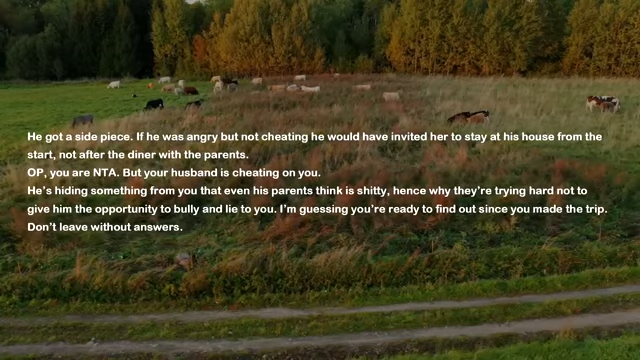 He got a side piece. If he was angry but not cheating he would have invited her to stay at his house from the
start, not after the diner with the parents.
OP, you are NTA. But your husband is cheating on you.
He's hiding something from you that even his parents think is shitty, hence why they're trying hard not to
give him the opportunity to bully and lie to you. I'm guessing you're ready to find out since you made the trip.
Don't leave without answers.